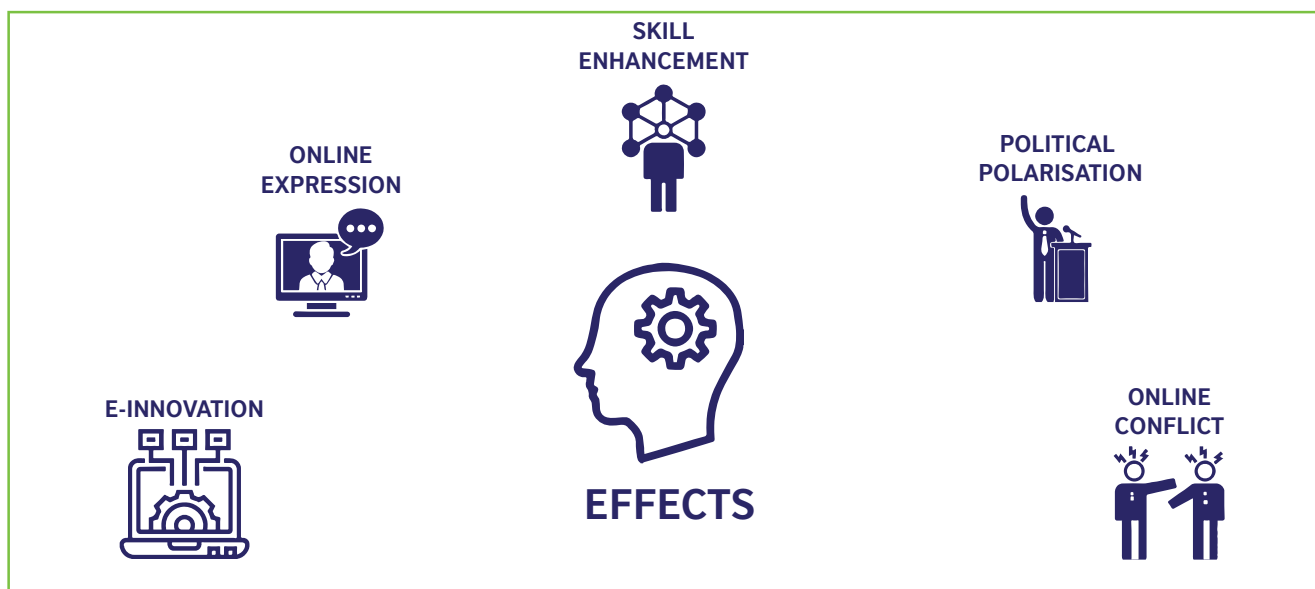 SKILL
ENHANCEMENT
ONLINE
EXPRESSION
POLITICAL
POLARISATION
E-INNOVATION
ONLINE
CONFLICT
EFFECTS